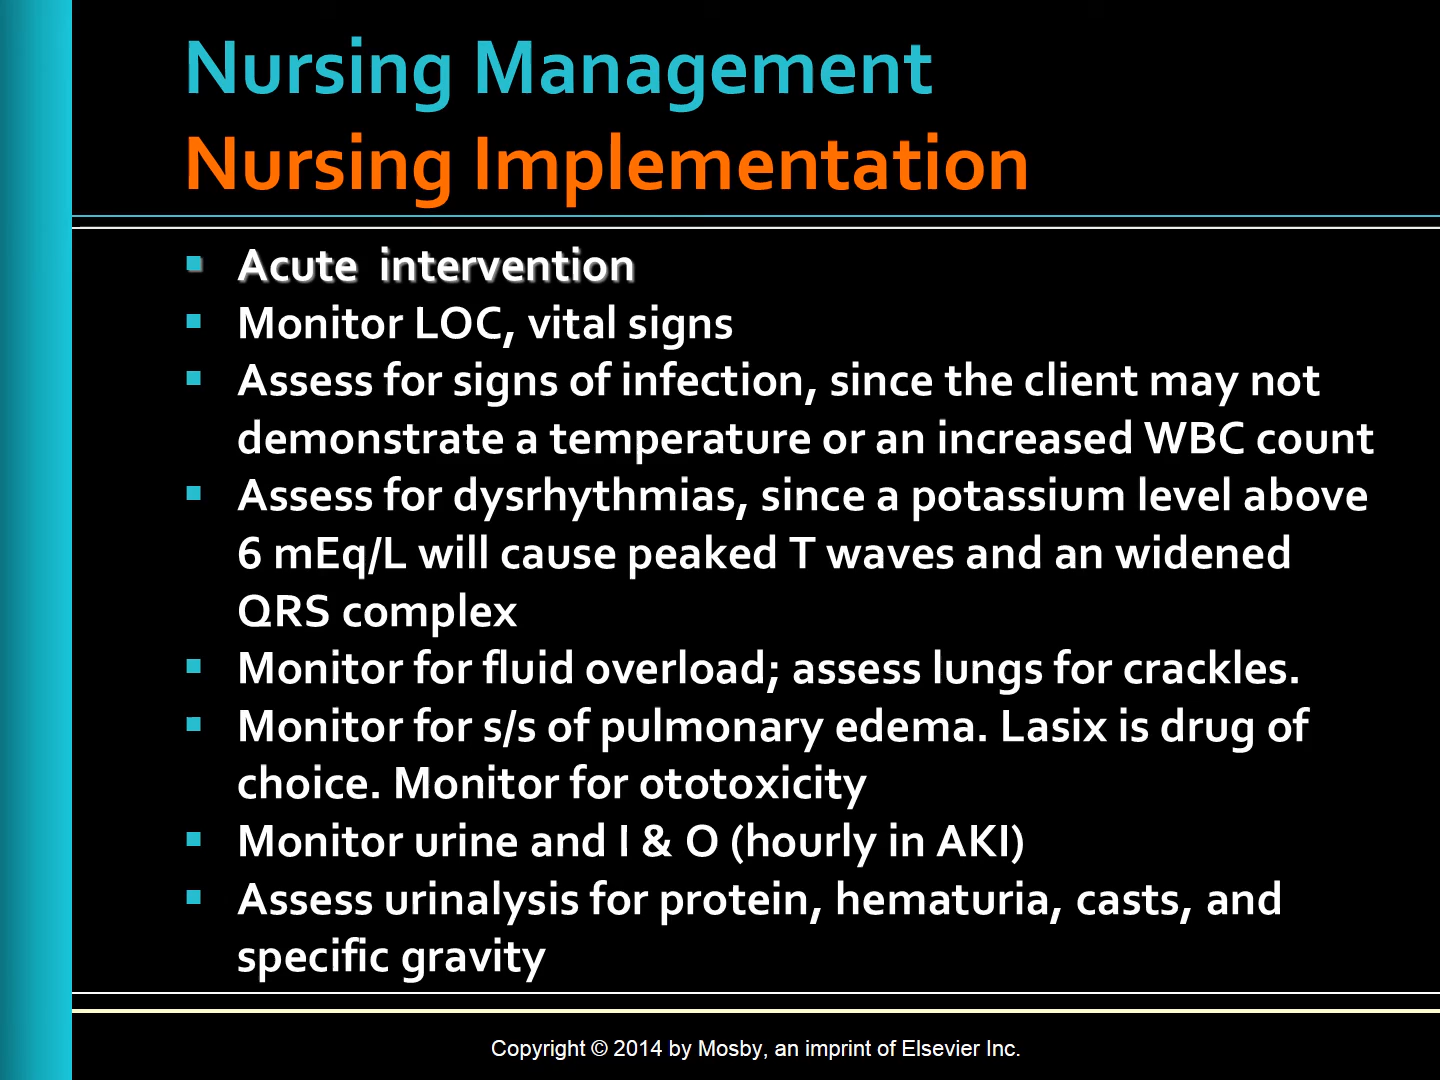 Nursing Management
Nursing Implementation
▪ Acute  intervention
▪ Monitor LOC, vital signs
▪ Assess for signs of infection, since the client may not
demonstrate a temperature or an increased WBC count
▪ Assess for dysrhythmias, since a potassium level above
6 mEq/L will cause peaked T waves and an widened
QRS complex
▪ Monitor for fluid overload; assess lungs for crackles.
▪ Monitor for s/s of pulmonary edema. Lasix is drug of
choice. Monitor for ototoxicity
▪ Monitor urine and I & O (hourly in AKI)
▪ Assess urinalysis for protein, hematuria, casts, and
specific gravity
Copyright © 2014 by Mosby, an imprint of Elsevier Inc.